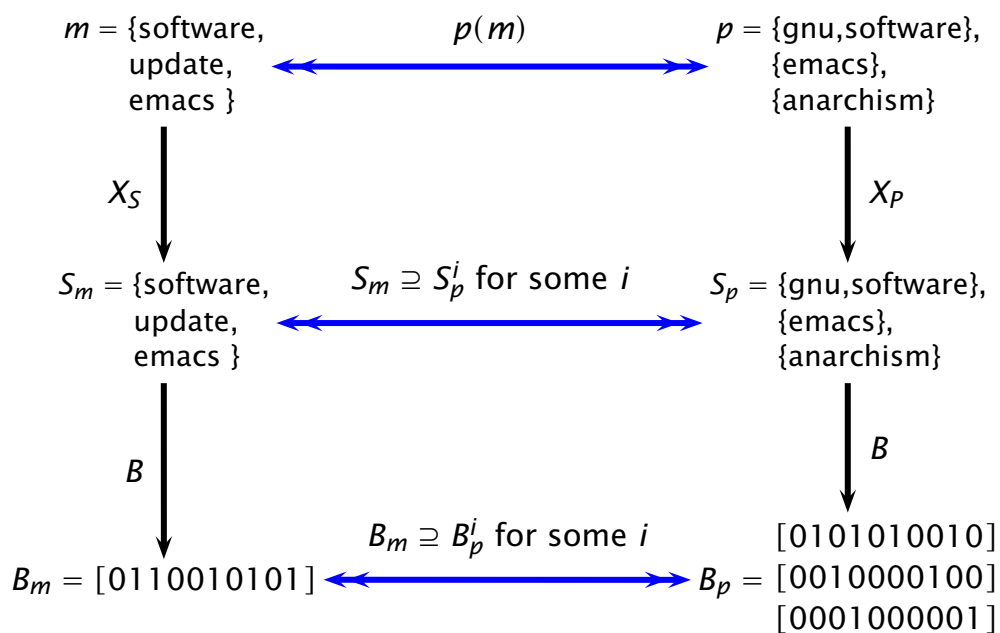 m = {software,
update,
emacs }
p(m)
p = {gnu,software},
{emacs},
{anarchism}
X_S
X_P
S_m = {software,
update,
emacs }
S_m ⊇ S_p^i for some i
S_p = {gnu,software},
{emacs},
{anarchism}
B
B
B_m = [0110010101]
B_m ⊇ B_p^i for some i
[0101010010]
B_p = [0010000100]
[0001000001]